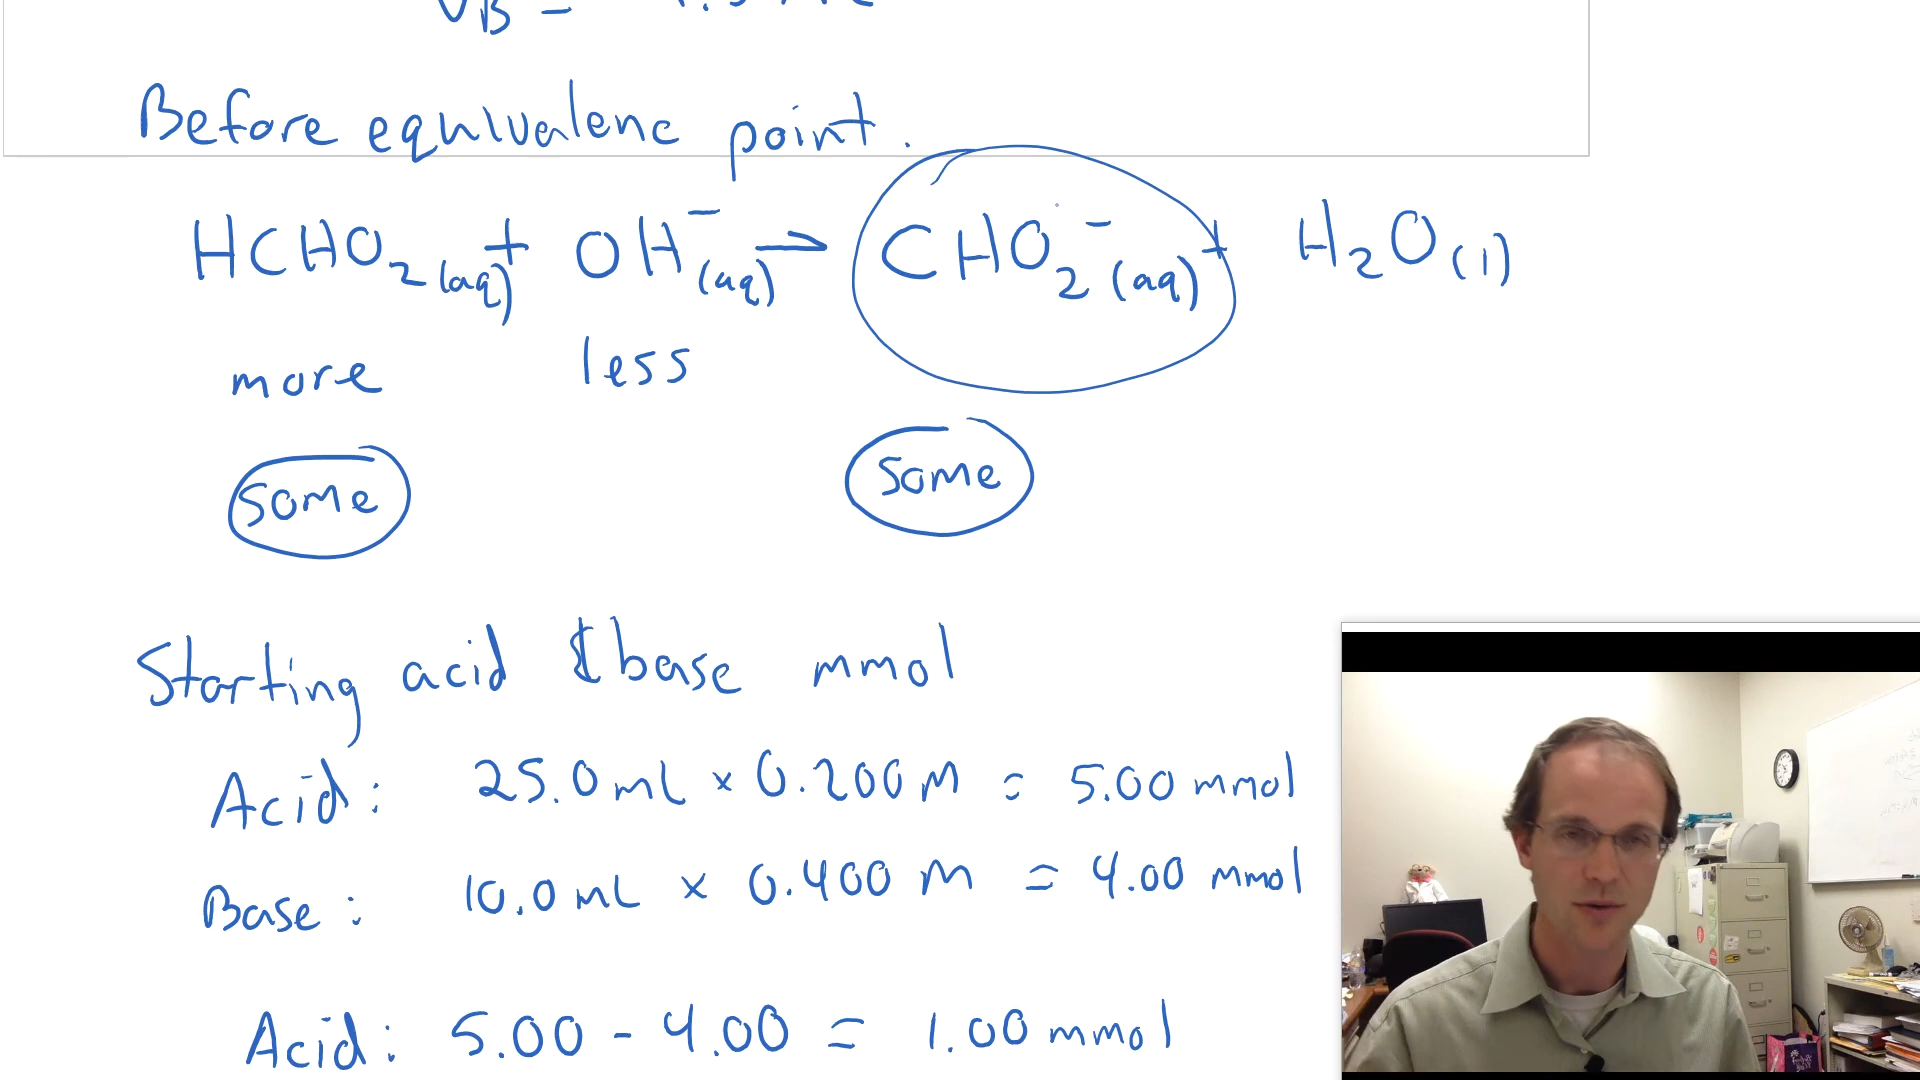 Before equivalenc point.
HCHO₂(aq) + OH⁻(aq) → CHO₂⁻(aq) + H₂O(l)
more less
some some
Starting acid & base mmol
Acid: 25.0 mL × 0.200 M = 5.00 mmol
Base: 10.0 mL × 0.400 M = 4.00 mmol
Acid: 5.00 - 4.00 = 1.00 mmol